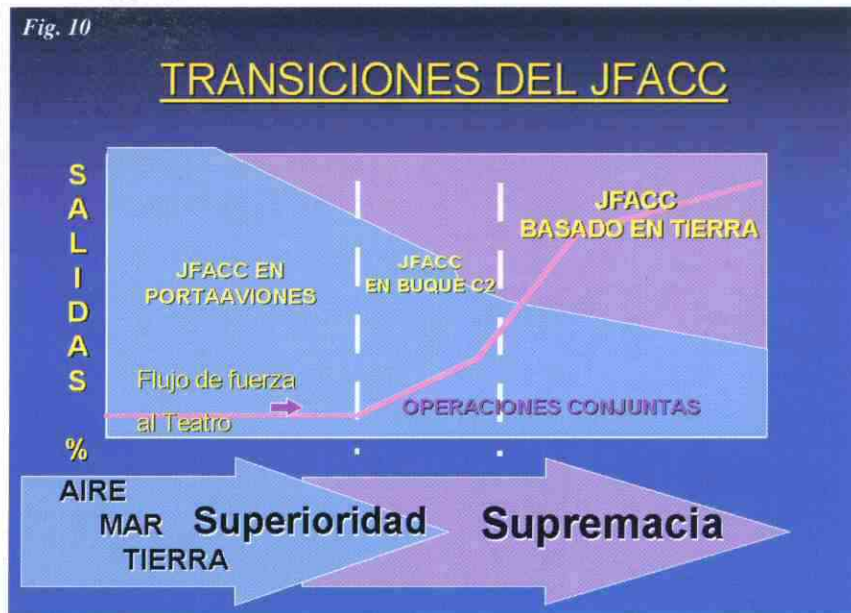 Fig. 10
TRANSICIONES DEL JFACC
SALIDAS %
JFACC EN
PORTAAVIONES
JFACC
EN BUQUE C2
JFACC
BASADO EN TIERRA
Flujo de fuerza
al Teatro
OPERACIONES CONJUNTAS
AIRE
MAR
TIERRA
Superioridad
Supremacia